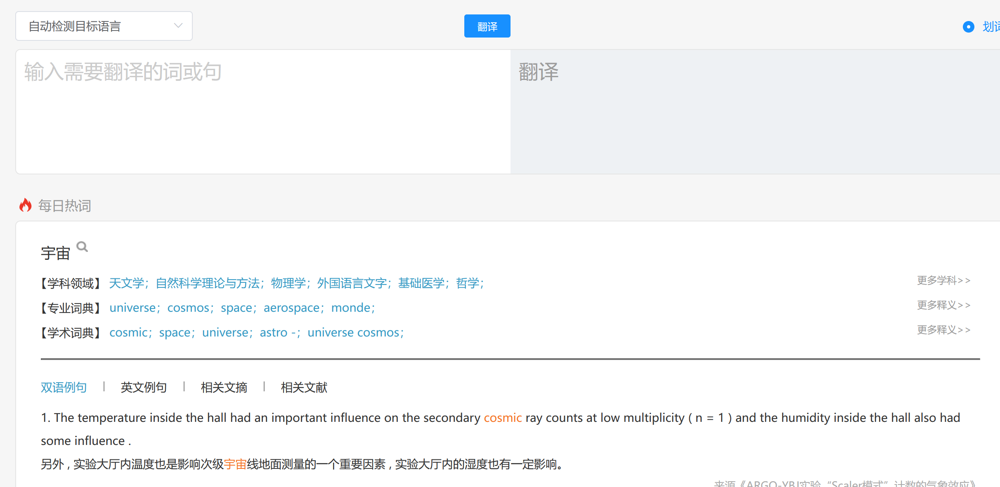 自动检测目标语言
翻译
划词
输入需要翻译的词或句
翻译
每日热词
宇宙
【学科领域】 天文学；自然科学理论与方法；物理学；外国语言文字；基础医学；哲学； 更多学科>>
【专业词典】 universe；cosmos；space；aerospace；monde； 更多释义>>
【学术词典】 cosmic；space；universe；astro -；universe cosmos； 更多释义>>
双语例句 | 英文例句 | 相关文摘 | 相关文献
1. The temperature inside the hall had an important influence on the secondary cosmic ray counts at low multiplicity ( n = 1 ) and the humidity inside the hall also had
some influence .
另外 , 实验大厅内温度也是影响次级宇宙线地面测量的一个重要因素 , 实验大厅内的湿度也有一定影响。
来源《ARGO-YBJ实验“Scaler模式”计数的气象效应》